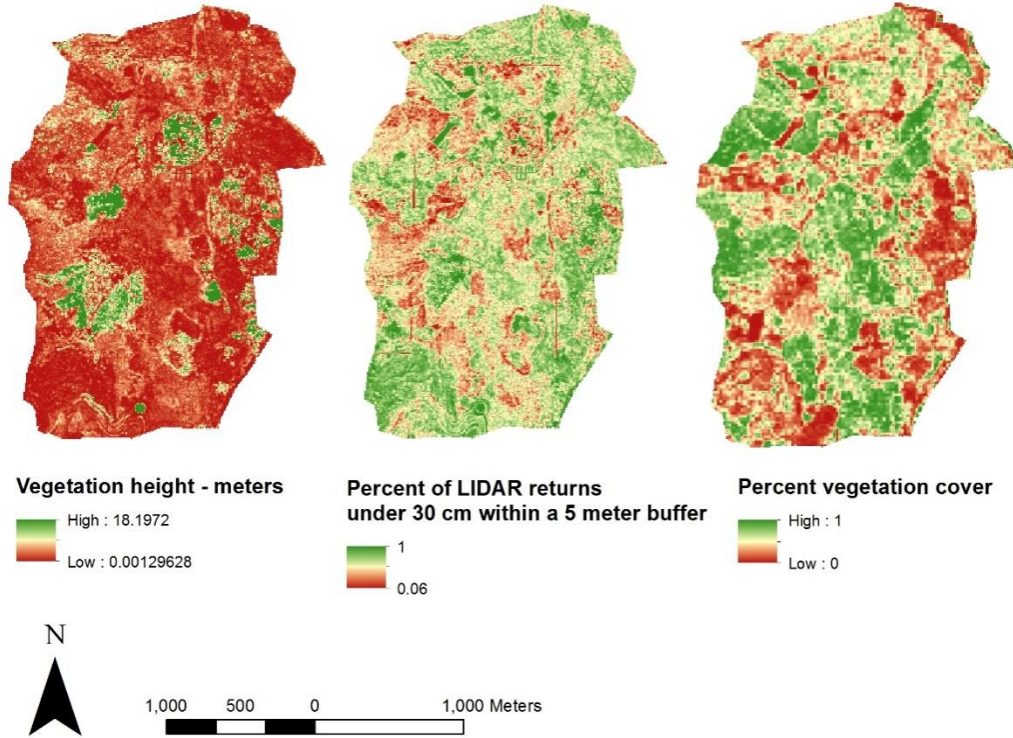 Vegetation height - meters
High : 18.1972
Low : 0.00129628
Percent of LIDAR returns
under 30 cm within a 5 meter buffer
1
0.06
Percent vegetation cover
High : 1
Low : 0
N
1,000 500 0 1,000 Meters